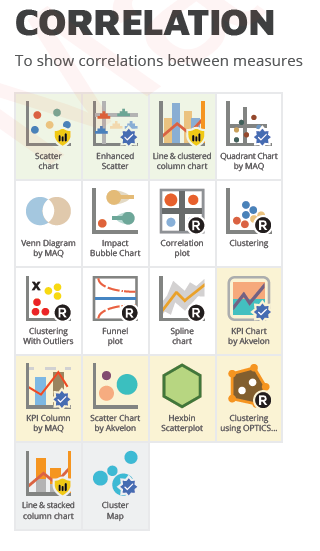 CORRELATION
To show correlations between measures
Scatter
chart
Enhanced
Scatter
Line & clustered
column chart
Quadrant Chart
by MAQ
Venn Diagram
by MAQ
Impact
Bubble Chart
Correlation
plot
R
Clustering
R
X
Clustering
With Outliers
R
Funnel
plot
R
Spline
chart
R
KPI Chart
by Akvelon
KPI Column
by MAQ
Scatter Chart
by Akvelon
Hexbin
Scatterplot
Clustering
using OPTICS...
R
Line & stacked
column chart
Cluster
Map